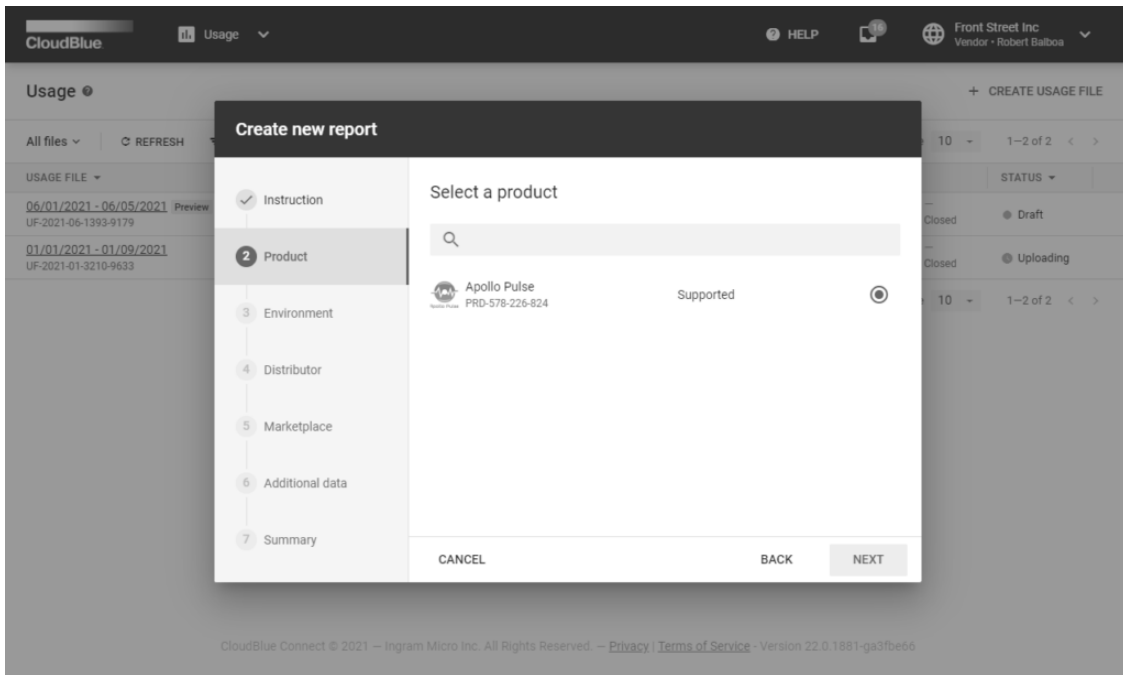 CloudBlue
Usage
HELP
16
Front Street Inc
Vendor • Robert Balboa
Usage
+ CREATE USAGE FILE
All files
REFRESH
10
1–2 of 2 < >
USAGE FILE
STATUS
06/01/2021 - 06/05/2021 Preview
UF-2021-06-1393-9179
—
Closed
Draft
01/01/2021 - 01/09/2021
UF-2021-01-3210-9633
—
Closed
Uploading
10
1–2 of 2 < >
Create new report
Instruction
2 Product
3 Environment
4 Distributor
5 Marketplace
6 Additional data
7 Summary
Select a product
Apollo Pulse
Apollo Pulse
PRD-578-226-824
Supported
CANCEL
BACK
NEXT
CloudBlue Connect © 2021 — Ingram Micro Inc. All Rights Reserved. — Privacy | Terms of Service - Version 22.0.1881-ga3fbe66